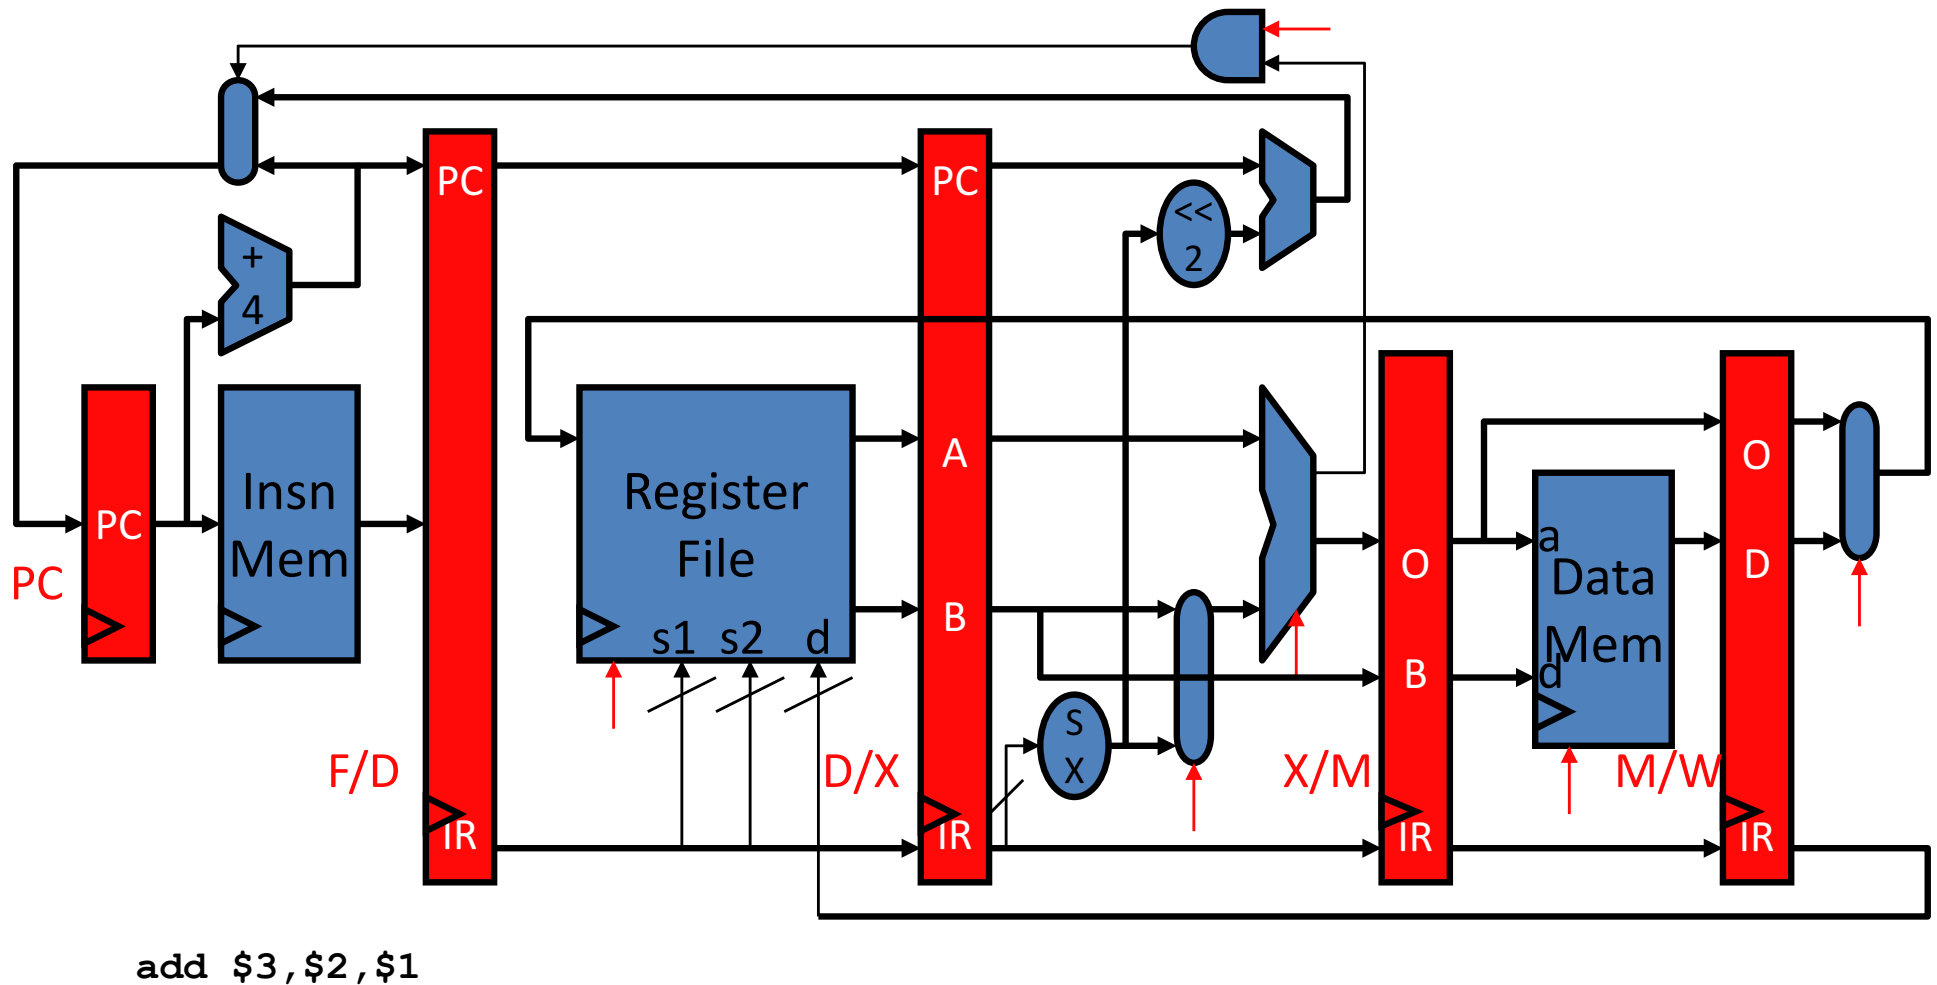 PC
PC
<<
2
+
4
A
O
Insn
Mem
Register
File
PC
PC
O
D
a
Data
Mem
d
B
B
s1
s2
d
S
X
F/D
D/X
X/M
M/W
IR
IR
IR
IR
add $3,$2,$1